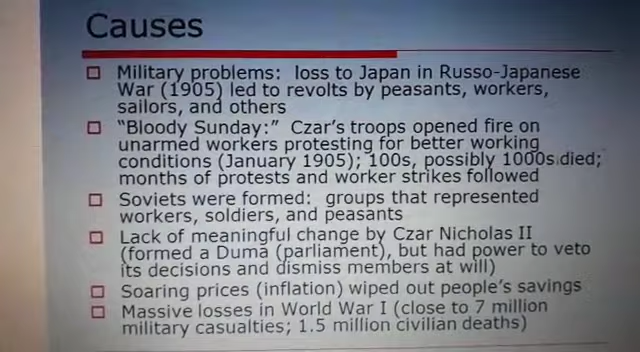 Causes
Military problems: loss to Japan in Russo-Japanese
War (1905) led to revolts by peasants, workers,
sailors, and others
“Bloody Sunday:” Czar’s troops opened fire on
unarmed workers protesting for better working
conditions (January 1905); 100s, possibly 1000s died;
months of protests and worker strikes followed
Soviets were formed: groups that represented
workers, soldiers, and peasants
Lack of meaningful change by Czar Nicholas II
(formed a Duma (parliament), but had power to veto
its decisions and dismiss members at will)
Soaring prices (inflation) wiped out people’s savings
Massive losses in World War I (close to 7 million
military casualties; 1.5 million civilian deaths)